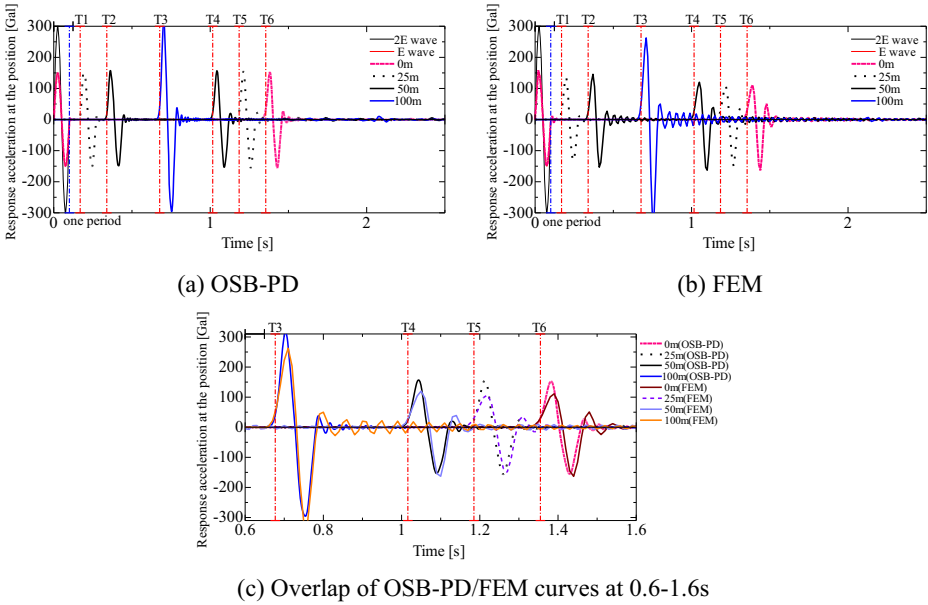 T1 T2 T3 T4 T5 T6
Response acceleration at the position [Gal]
300
200
100
0
-100
-200
-300
2E wave
E wave
0m
25m
50m
100m
0 one period 1 2
Time [s]
(a) OSB-PD
T1 T2 T3 T4 T5 T6
Response acceleration at the position [Gal]
300
200
100
0
-100
-200
-300
2E wave
E wave
0m
25m
50m
100m
0 one period 1 2
Time [s]
(b) FEM
T3 T4 T5 T6
Response acceleration at the position [Gal]
300
200
100
0
-100
-200
-300
0m(OSB-PD)
25m(OSB-PD)
50m(OSB-PD)
100m(OSB-PD)
0m(FEM)
25m(FEM)
50m(FEM)
100m(FEM)
0.6 0.8 1 1.2 1.4 1.6
Time [s]
(c) Overlap of OSB-PD/FEM curves at 0.6-1.6s